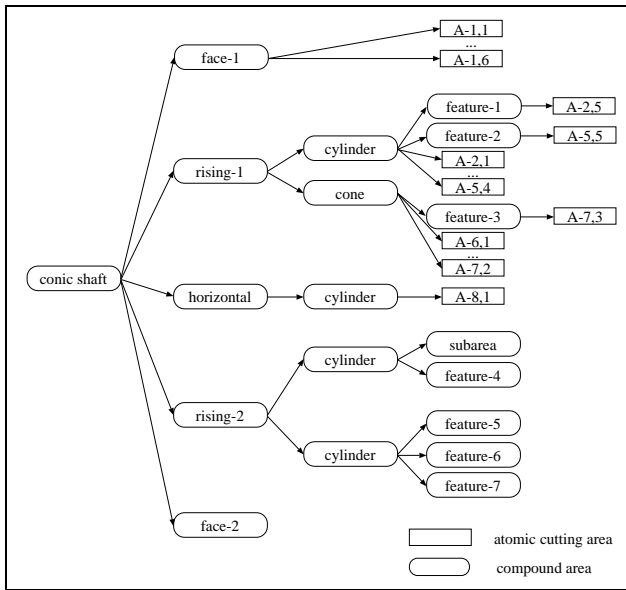 A-1,1
...
face-1
A-1,6
feature-1
A-2,5
feature-2
A-5,5
cylinder
A-2,1
...
rising-1
A-5,4
cone
feature-3
A-7,3
A-6,1
...
A-7,2
conic shaft
horizontal
cylinder
A-8,1
subarea
cylinder
feature-4
rising-2
feature-5
cylinder
feature-6
feature-7
face-2
atomic cutting area
compound area